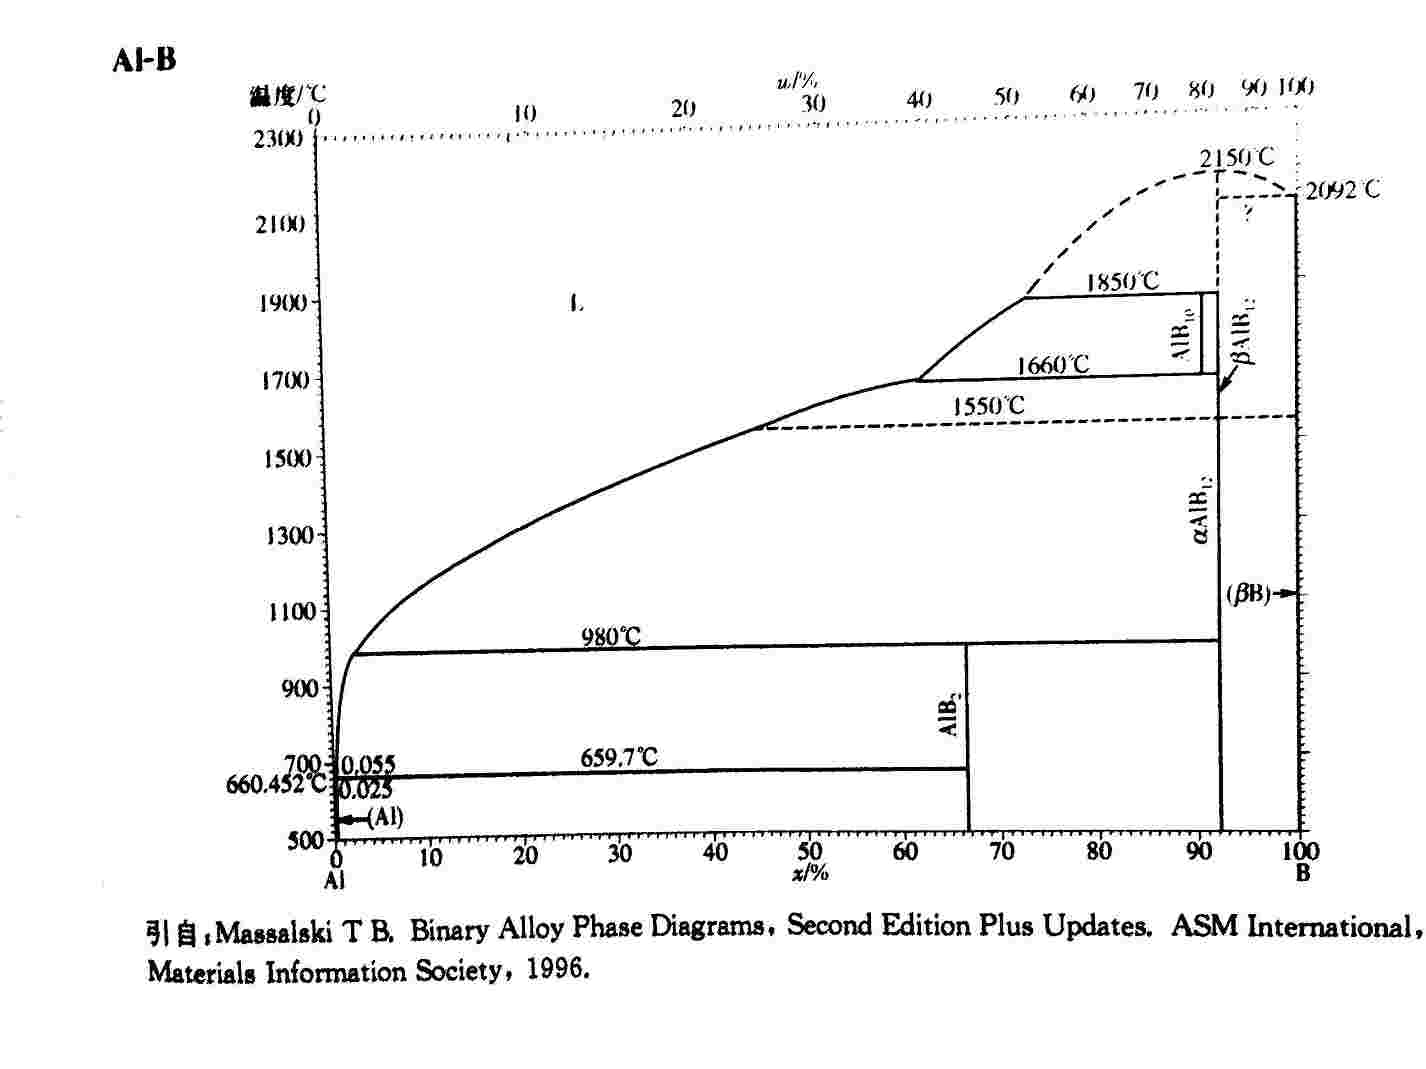 Al-B
温度/℃
w/%
0 10 20 30 40 50 60 70 80 90 100
2300
2150℃
2092℃
2100
?
1900
L
1850℃
AlB₁₀
βAlB₁₂
1700
1660℃
1550℃
1500
αAlB₁₂
1300
(βB)
1100
980℃
900
AlB₂
700
0.055
659.7℃
660.452℃
0.025
(Al)
500
0 10 20 30 40 50 60 70 80 90 100
Al
x/%
B
引自:Massalski T B. Binary Alloy Phase Diagrams, Second Edition Plus Updates. ASM International,
Materials Information Society, 1996.